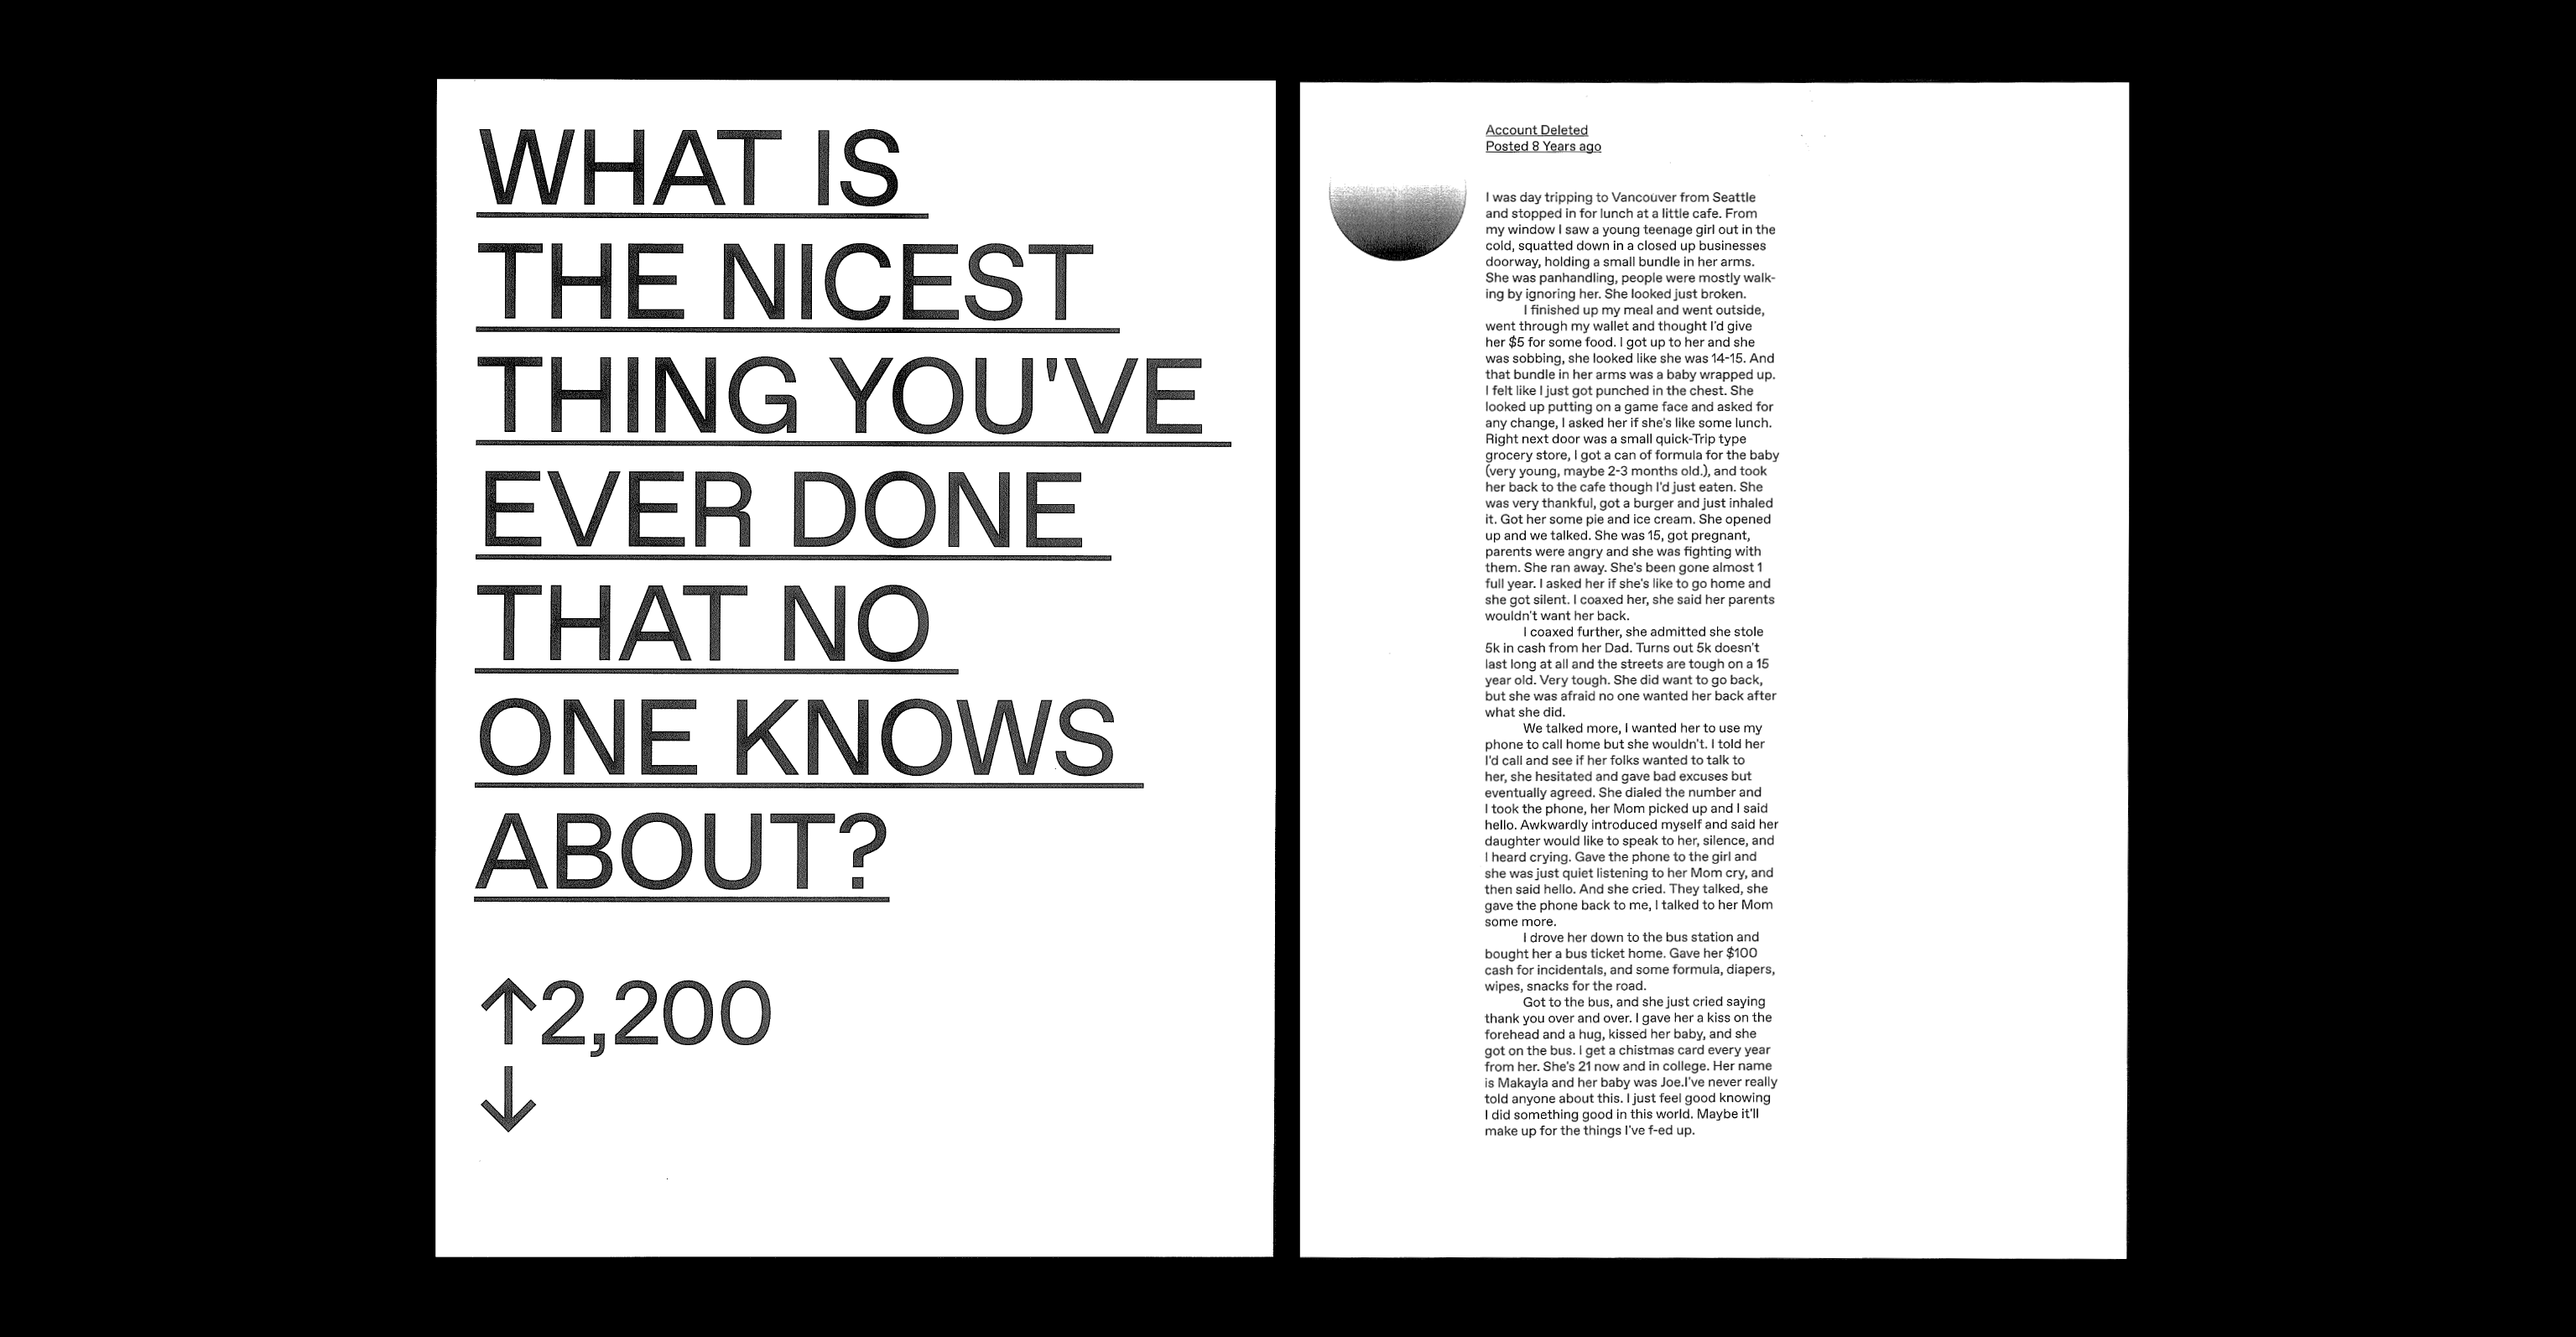 WHAT IS
THE NICEST
THING YOU'VE
EVER DONE
THAT NO
ONE KNOWS
ABOUT?
↑2,200
↓
Account Deleted
Posted 8 Years ago
I was day tripping to Vancouver from Seattle
and stopped in for lunch at a little cafe. From
my window I saw a young teenage girl out in the
cold, squatted down in a closed up businesses
doorway, holding a small bundle in her arms.
She was panhandling, people were mostly walk-
ing by ignoring her. She looked just broken.
I finished up my meal and went outside,
went through my wallet and thought I'd give
her $5 for some food. I got up to her and she
was sobbing, she looked like she was 14-15. And
that bundle in her arms was a baby wrapped up.
I felt like I just got punched in the chest. She
looked up putting on a game face and asked for
any change, I asked her if she's like some lunch.
Right next door was a small quick-Trip type
grocery store, I got a can of formula for the baby
(very young, maybe 2-3 months old.), and took
her back to the cafe though I'd just eaten. She
was very thankful, got a burger and just inhaled
it. Got her some pie and ice cream. She opened
up and we talked. She was 15, got pregnant,
parents were angry and she was fighting with
them. She ran away. She's been gone almost 1
full year. I asked her if she's like to go home and
she got silent. I coaxed her, she said her parents
wouldn't want her back.
I coaxed further, she admitted she stole
5k in cash from her Dad. Turns out 5k doesn't
last long at all and the streets are tough on a 15
year old. Very tough. She did want to go back,
but she was afraid no one wanted her back after
what she did.
We talked more, I wanted her to use my
phone to call home but she wouldn't. I told her
I'd call and see if her folks wanted to talk to
her, she hesitated and gave bad excuses but
eventually agreed. She dialed the number and
I took the phone, her Mom picked up and I said
hello. Awkwardly introduced myself and said her
daughter would like to speak to her, silence, and
I heard crying. Gave the phone to the girl and
she was just quiet listening to her Mom cry, and
then said hello. And she cried. They talked, she
gave the phone back to me, I talked to her Mom
some more.
I drove her down to the bus station and
bought her a bus ticket home. Gave her $100
cash for incidentals, and some formula, diapers,
wipes, snacks for the road.
Got to the bus, and she just cried saying
thank you over and over. I gave her a kiss on the
forehead and a hug, kissed her baby, and she
got on the bus. I get a chistmas card every year
from her. She's 21 now and in college. Her name
is Makayla and her baby was Joe.I've never really
told anyone about this. I just feel good knowing
I did something good in this world. Maybe it'll
make up for the things I've f-ed up.